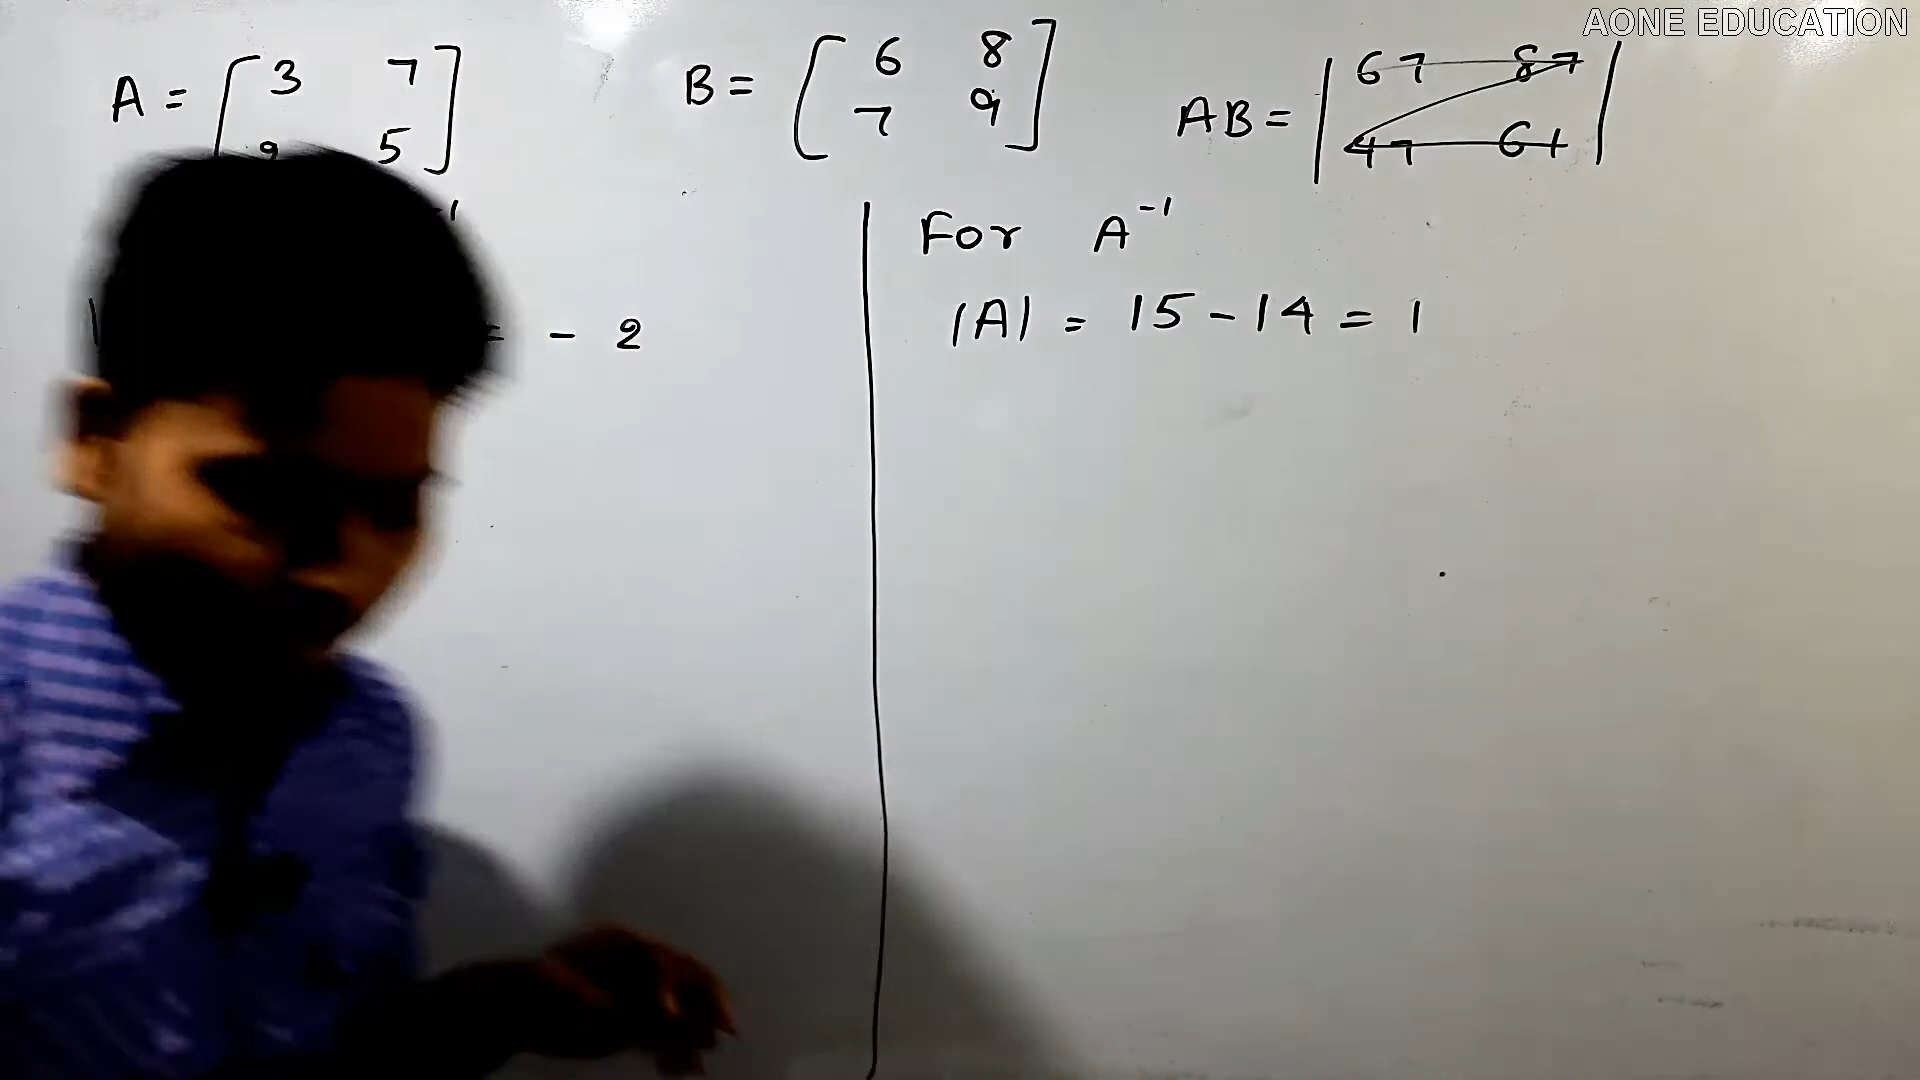 AONE EDUCATION
A = [ 3 7 B = [ 6 8 AB = | 67 87
5 ] 7 9 ] 47 61 |
-1
For A⁻¹
= - 2
|A| = 15 - 14 = 1